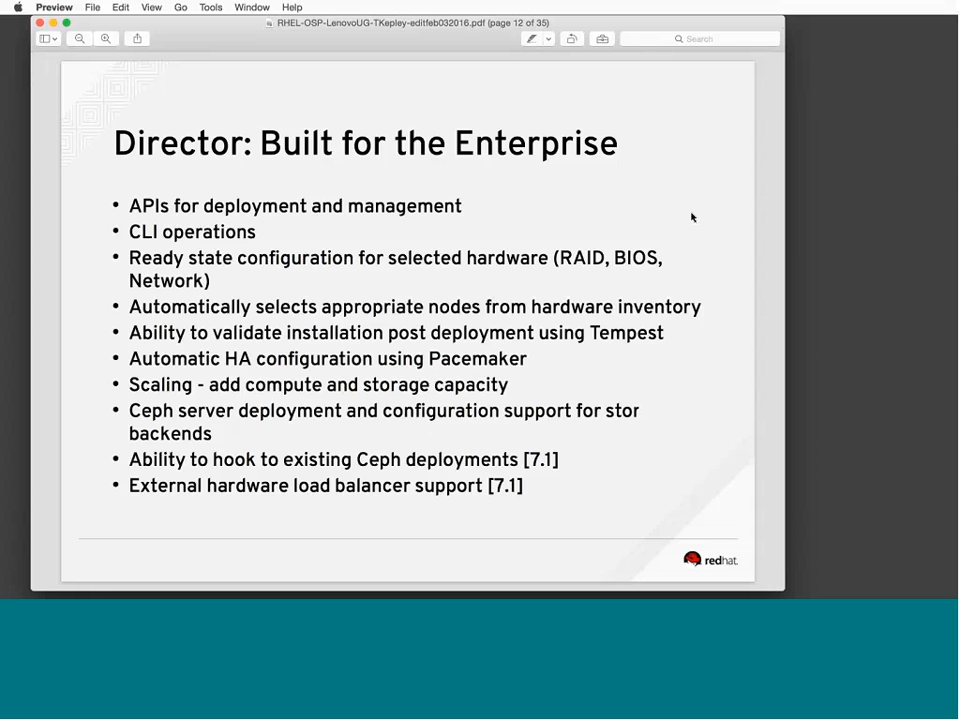 Preview File Edit View Go Tools Window Help
RHEL-OSP-LenovoUG-TKepley-editfeb032016.pdf (page 12 of 35)
Search
Director: Built for the Enterprise
• APIs for deployment and management
• CLI operations
• Ready state configuration for selected hardware (RAID, BIOS,
Network)
• Automatically selects appropriate nodes from hardware inventory
• Ability to validate installation post deployment using Tempest
• Automatic HA configuration using Pacemaker
• Scaling - add compute and storage capacity
• Ceph server deployment and configuration support for stor
backends
• Ability to hook to existing Ceph deployments [7.1]
• External hardware load balancer support [7.1]
redhat.